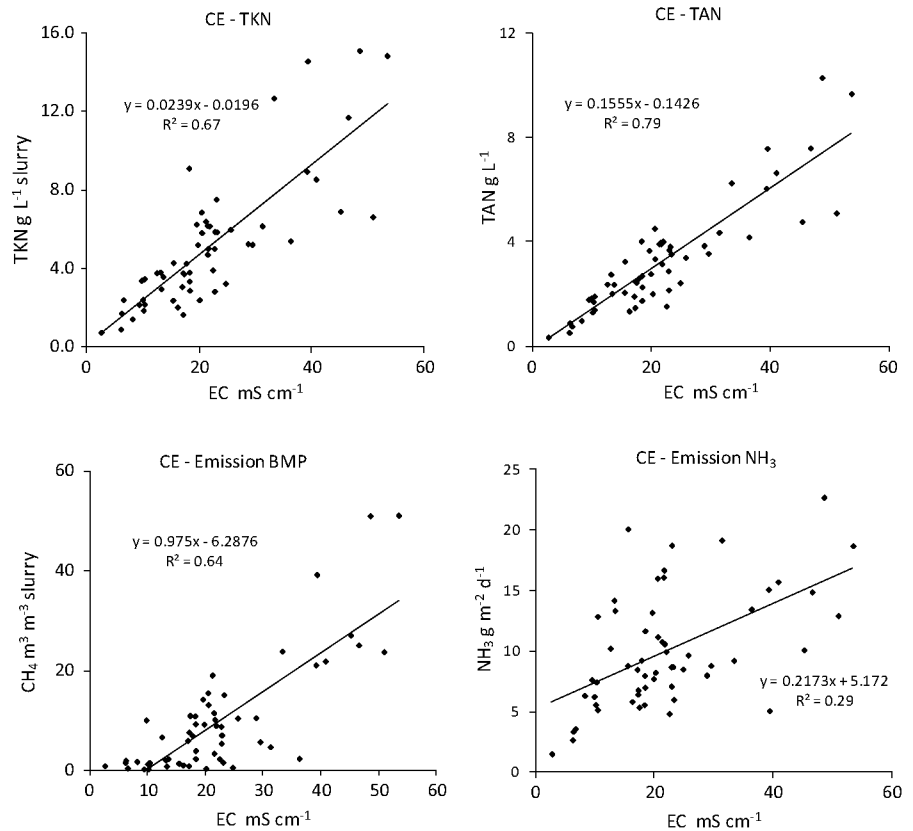 CE - TKN
16.0
12.0
8.0
4.0
0.0
TKN g L⁻¹ slurry
y = 0.0239x - 0.0196
R² = 0.67
0 20 40 60
EC mS cm⁻¹
CE - TAN
12
8
4
0
TAN g L⁻¹
y = 0.1555x - 0.1426
R² = 0.79
0 20 40 60
EC mS cm⁻¹
CE - Emission BMP
60
40
20
0
CH₄ m³ m⁻³ slurry
y = 0.975x - 6.2876
R² = 0.64
0 10 20 30 40 50 60
EC mS cm⁻¹
CE - Emission NH₃
25
20
15
10
5
0
NH₃ g m⁻² d⁻¹
y = 0.2173x + 5.172
R² = 0.29
0 20 40 60
EC mS cm⁻¹